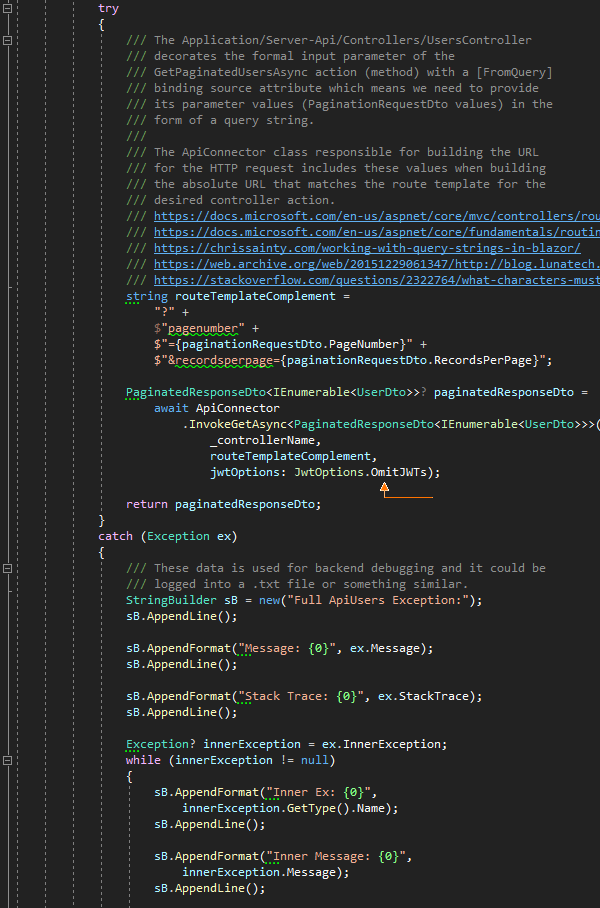 try
{
/// The Application/Server-Api/Controllers/UsersController
/// decorates the formal input parameter of the
/// GetPaginatedUsersAsync action (method) with a [FromQuery]
/// binding source attribute which means we need to provide
/// its parameter values (PaginationRequestDto values) in the
/// form of a query string.
///
/// The ApiConnector class responsible for building the URL
/// for the HTTP request includes these values when building
/// the absolute URL that matches the route template for the
/// desired controller action.
/// https://docs.microsoft.com/en-us/aspnet/core/mvc/controllers/rou
/// https://docs.microsoft.com/en-us/aspnet/core/fundamentals/routin
/// https://chrissainty.com/working-with-query-strings-in-blazor/
/// https://web.archive.org/web/20151229061347/http://blog.lunatech.
/// https://stackoverflow.com/questions/2322764/what-characters-must
string routeTemplateComplement =
"?" +
$"pagenumber" +
$"={paginationRequestDto.PageNumber}" +
$"&recordsperpage={paginationRequestDto.RecordsPerPage}";
PaginatedResponseDto<IEnumerable<UserDto>>? paginatedResponseDto =
await ApiConnector
.InvokeGetAsync<PaginatedResponseDto<IEnumerable<UserDto>>>(
_controllerName,
routeTemplateComplement,
jwtOptions: JwtOptions.OmitJWTs);
return paginatedResponseDto;
}
catch (Exception ex)
{
/// These data is used for backend debugging and it could be
/// logged into a .txt file or something similar.
StringBuilder sB = new("Full ApiUsers Exception:");
sB.AppendLine();
sB.AppendFormat("Message: {0}", ex.Message);
sB.AppendLine();
sB.AppendFormat("Stack Trace: {0}", ex.StackTrace);
sB.AppendLine();
Exception? innerException = ex.InnerException;
while (innerException != null)
{
sB.AppendFormat("Inner Ex: {0}",
innerException.GetType().Name);
sB.AppendLine();
sB.AppendFormat("Inner Message: {0}",
innerException.Message);
sB.AppendLine();